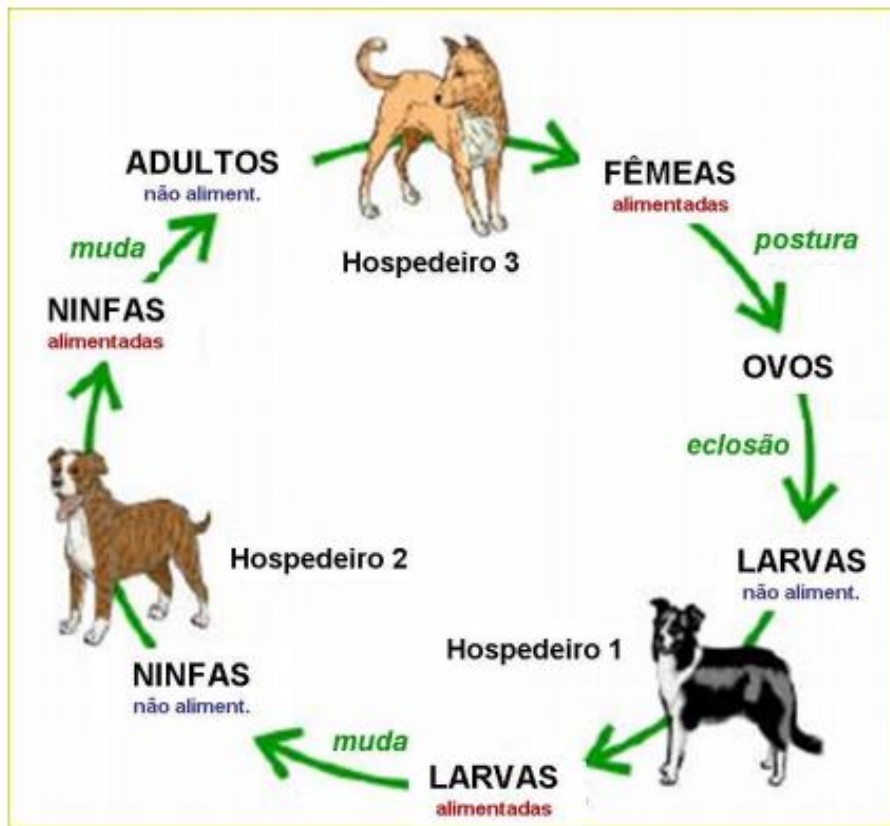 ADULTOS
não aliment.
Hospedeiro 3
FÊMEAS
alimentadas
postura
OVOS
eclosão
LARVAS
não aliment.
Hospedeiro 1
LARVAS
alimentadas
muda
NINFAS
não aliment.
Hospedeiro 2
NINFAS
alimentadas
muda